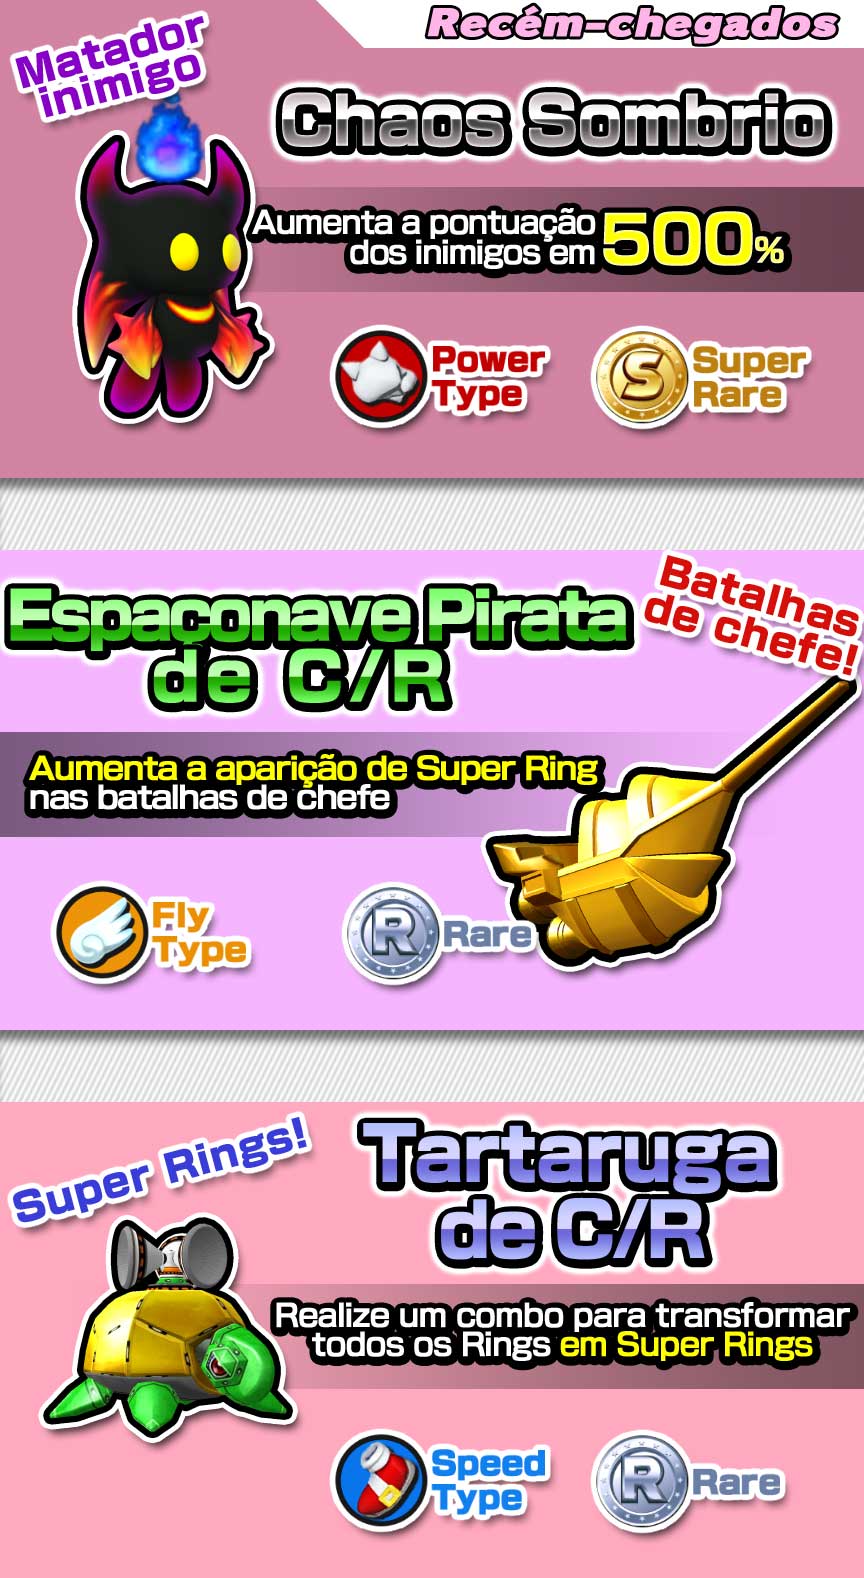 Recém-chegados
Matador
inimigo
Chaos Sombrio
Aumenta a pontuação
dos inimigos em 500%
Power
Type
S
Super
Rare
Espaçonave Pirata
de C/R
Batalhas
de chefe!
Aumenta a aparição de Super Ring
nas batalhas de chefe
Fly
Type
R
Rare
Super Rings!
Tartaruga
de C/R
Realize um combo para transformar
todos os Rings em Super Rings
Speed
Type
R
Rare